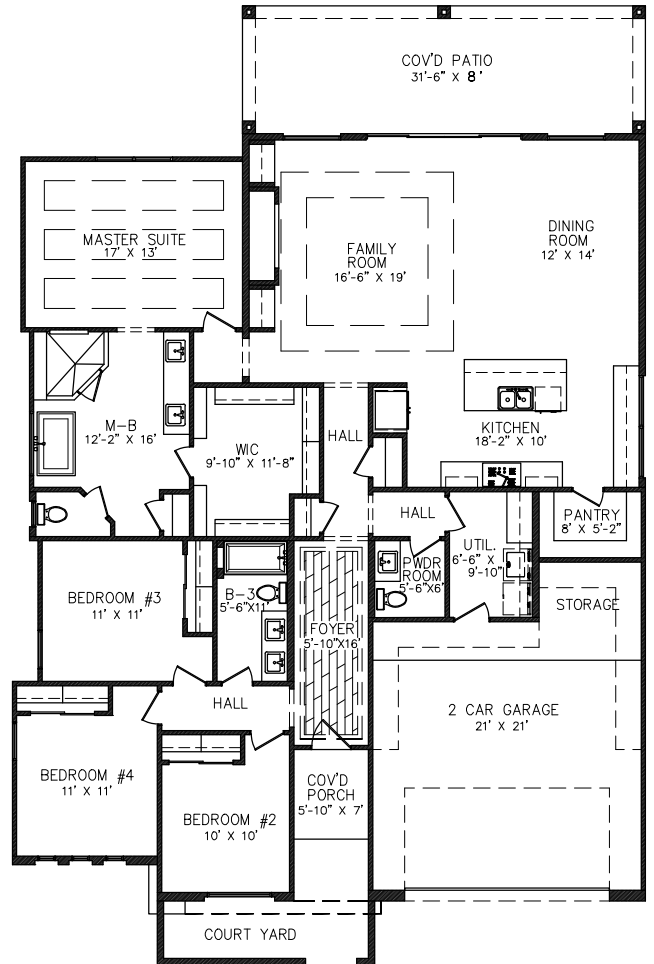 COV'D PATIO
31'-6" X 8'
MASTER SUITE
17' X 13'
FAMILY
ROOM
16'-6" X 19'
DINING
ROOM
12' X 14'
M-B
12'-2" X 16'
WIC
9'-10" X 11'-8"
HALL
KITCHEN
18'-2" X 10'
HALL
PANTRY
8' X 5'-2"
UTIL.
6'-6" X
9'-10"
PWDR
ROOM
5'-6"X6'
BEDROOM #3
11' X 11'
B-3
5'-6"X11'
FOYER
5'-10"X16'
STORAGE
HALL
2 CAR GARAGE
21' X 21'
BEDROOM #4
11' X 11'
COV'D
PORCH
5'-10" X 7'
BEDROOM #2
10' X 10'
COURT YARD